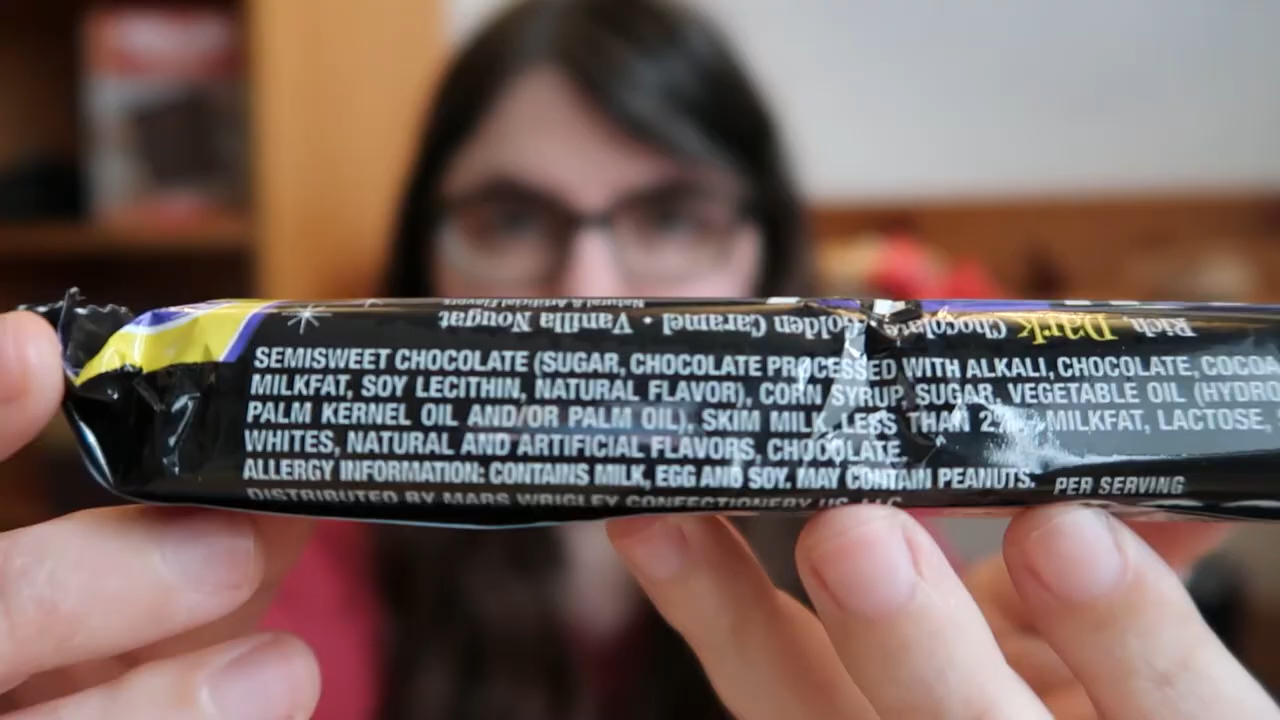 Rich, Dark Chocolate, Golden Caramel • Vanilla Nougat
Natural & Artificial Flavors
SEMISWEET CHOCOLATE (SUGAR, CHOCOLATE PROCESSED WITH ALKALI, CHOCOLATE, COCOA
MILKFAT, SOY LECITHIN, NATURAL FLAVOR), CORN SYRUP, SUGAR, VEGETABLE OIL (HYDRO
PALM KERNEL OIL AND/OR PALM OIL), SKIM MILK, LESS THAN 2% MILKFAT, LACTOSE,
WHITES, NATURAL AND ARTIFICIAL FLAVORS, CHOCOLATE.
ALLERGY INFORMATION: CONTAINS MILK, EGG AND SOY. MAY CONTAIN PEANUTS.
PER SERVING
DISTRIBUTED BY MARS WRIGLEY CONFECTIONERY US, LLC